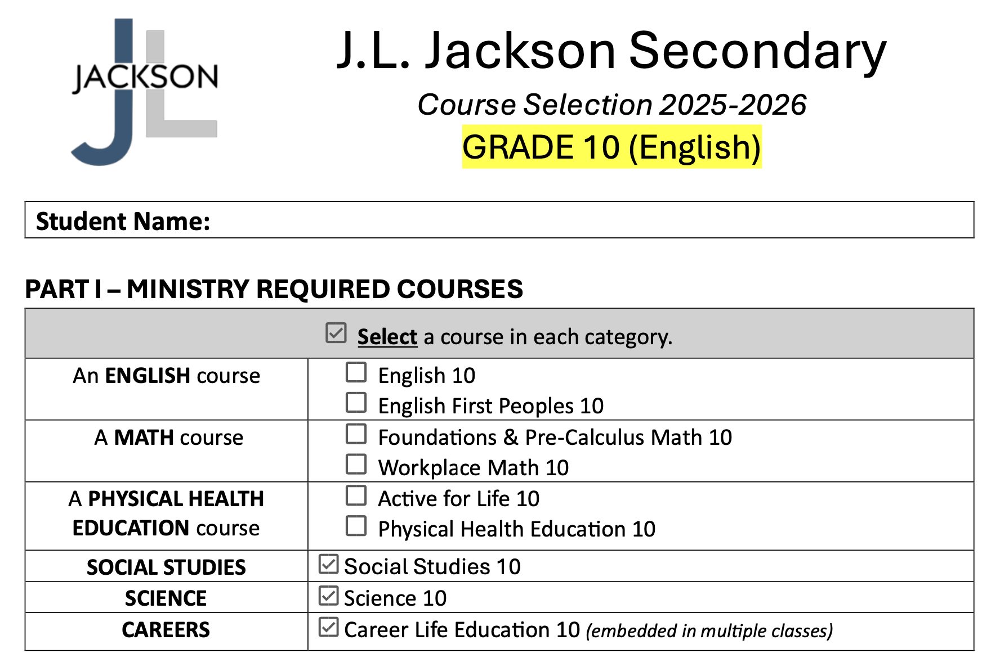 JACKSON
J.L. Jackson Secondary
Course Selection 2025-2026
GRADE 10 (English)
Student Name:
PART I – MINISTRY REQUIRED COURSES
Select a course in each category.
An ENGLISH course
English 10
English First Peoples 10
A MATH course
Foundations & Pre-Calculus Math 10
Workplace Math 10
A PHYSICAL HEALTH
EDUCATION course
Active for Life 10
Physical Health Education 10
SOCIAL STUDIES
Social Studies 10
SCIENCE
Science 10
CAREERS
Career Life Education 10 (embedded in multiple classes)